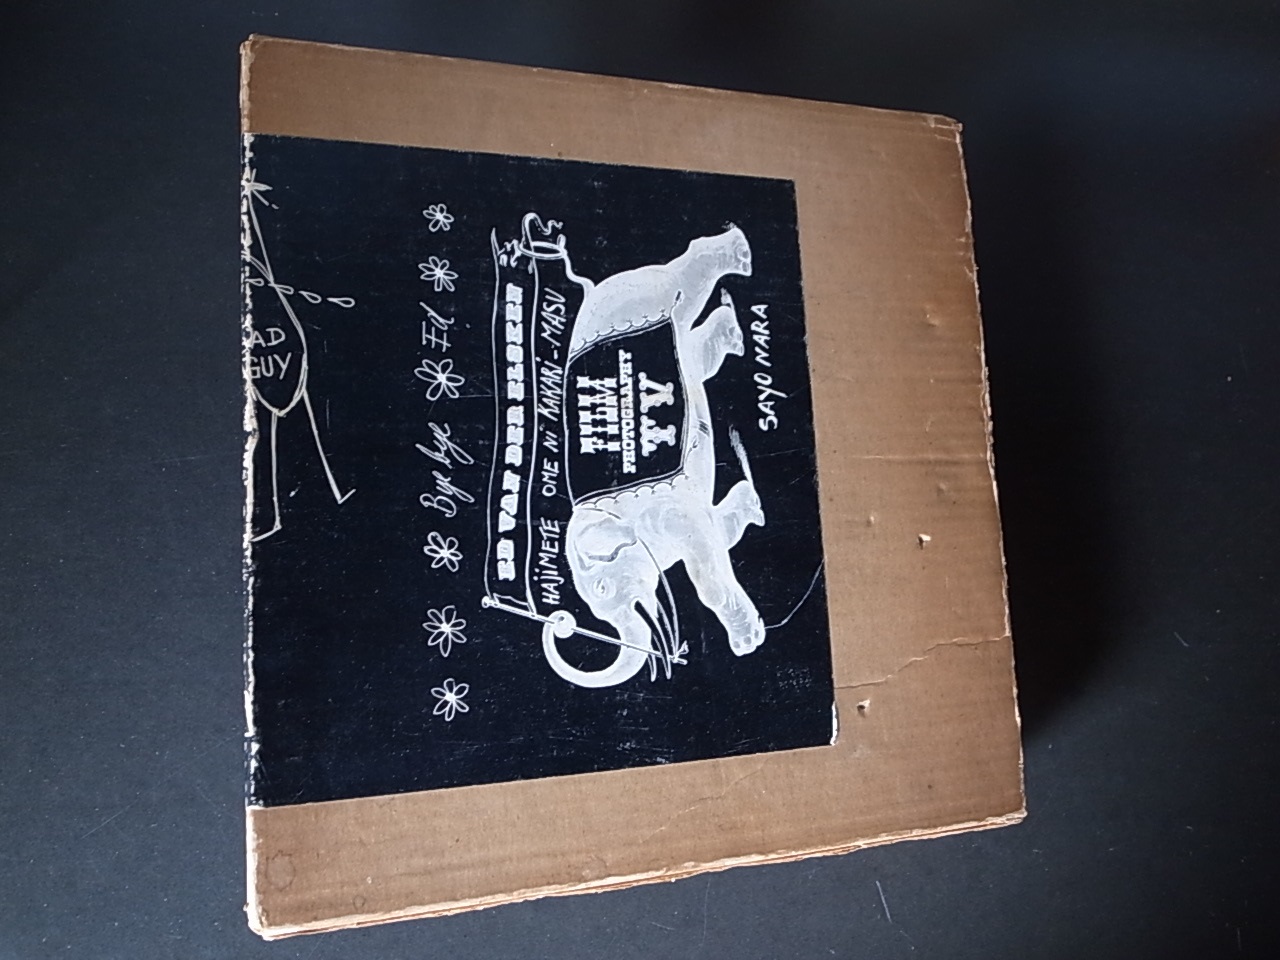 AD
GUY
Bye bye Ed
ED VAN DER ELSKEN
HAJIMETE OME NI KAKARI-MASU
FILM
PHOTOGRAPHY
TV
SAYO NARA